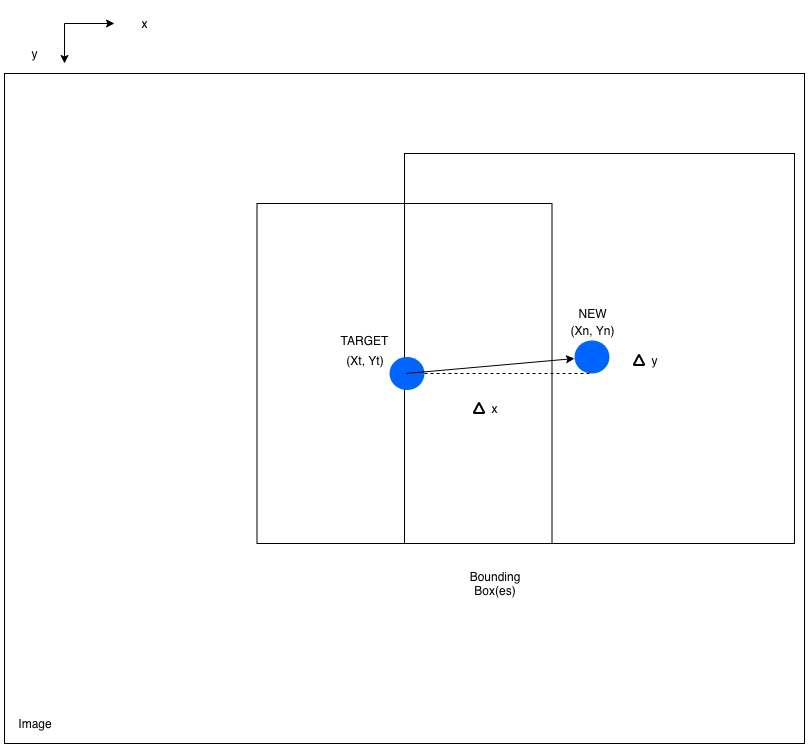 x
y
NEW
(Xn, Yn)
TARGET
(Xt, Yt)
Δ y
Δ x
Bounding
Box(es)
Image